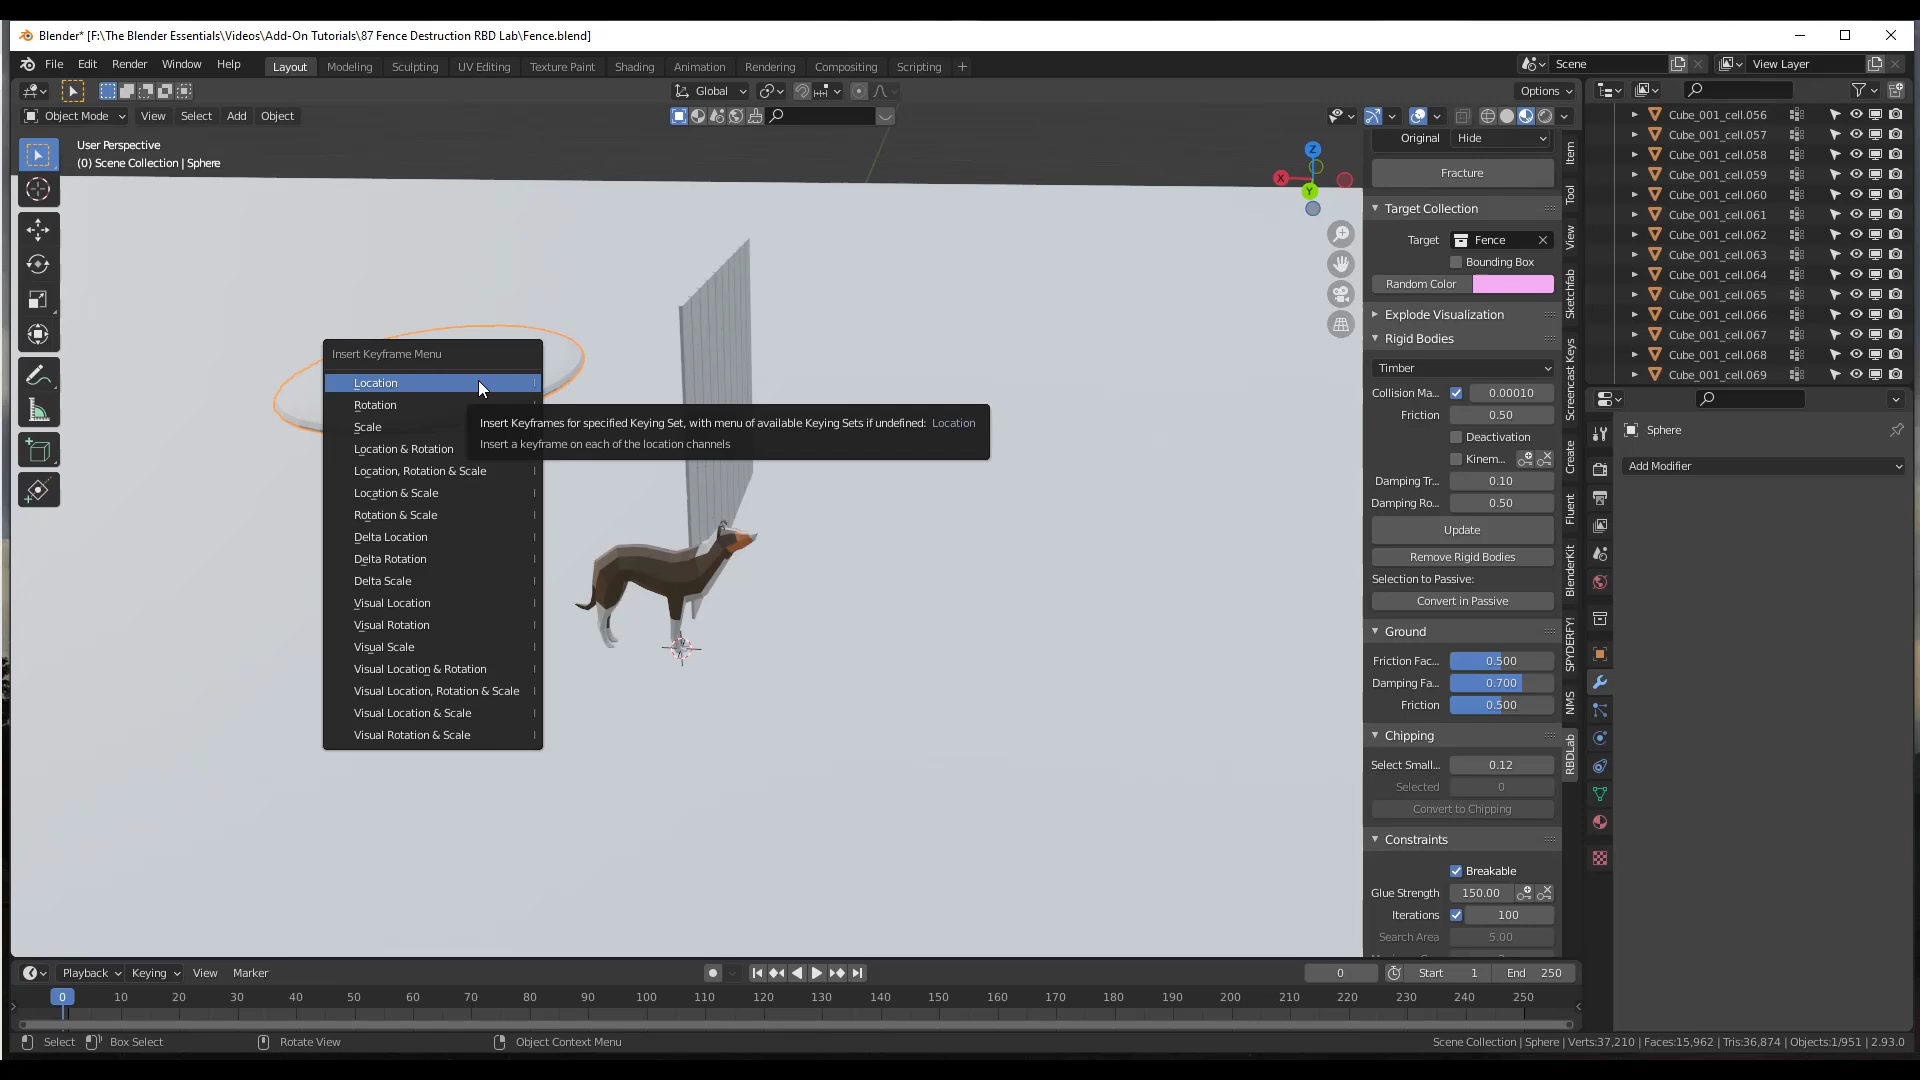 Blender* [F:\The Blender Essentials\Videos\Add-On Tutorials\87 Fence Destruction RBD Lab\Fence.blend]
File Edit Render Window Help Layout Modeling Sculpting UV Editing Texture Paint Shading Animation Rendering Compositing Scripting + Scene View Layer
Global Options
Object Mode View Select Add Object
User Perspective
(0) Scene Collection | Sphere
Z
X
Y
Insert Keyframe Menu
Location I
Rotation
Scale
Location & Rotation
Location, Rotation & Scale I
Location & Scale I
Rotation & Scale I
Delta Location I
Delta Rotation I
Delta Scale I
Visual Location I
Visual Rotation I
Visual Scale I
Visual Location & Rotation I
Visual Location, Rotation & Scale I
Visual Location & Scale I
Visual Rotation & Scale I
Insert Keyframes for specified Keying Set, with menu of available Keying Sets if undefined: Location
Insert a keyframe on each of the location channels
Original Hide
Fracture
Target Collection
Target Fence
Bounding Box
Random Color
Explode Visualization
Rigid Bodies
Timber
Collision Ma... 0.00010
Friction 0.50
Deactivation
Kinem...
Damping Tr... 0.10
Damping Ro... 0.50
Update
Remove Rigid Bodies
Selection to Passive:
Convert in Passive
Ground
Friction Fac... 0.500
Damping Fa... 0.700
Friction 0.500
Chipping
Select Small... 0.12
Selected 0
Convert to Chipping
Constraints
Breakable
Glue Strength 150.00
Iterations 100
Search Area 5.00
Item
Tool
View
Sketchfab
Screencast Keys
Create
Fluent
BlenderKit
SPYDERFY!
NMS
RBDLab
Cube_001_cell.056
Cube_001_cell.057
Cube_001_cell.058
Cube_001_cell.059
Cube_001_cell.060
Cube_001_cell.061
Cube_001_cell.062
Cube_001_cell.063
Cube_001_cell.064
Cube_001_cell.065
Cube_001_cell.066
Cube_001_cell.067
Cube_001_cell.068
Cube_001_cell.069
Sphere
Add Modifier
Playback Keying View Marker 0 Start 1 End 250
0 10 20 30 40 50 60 70 80 90 100 110 120 130 140 150 160 170 180 190 200 210 220 230 240 250
Select Box Select Rotate View Object Context Menu Scene Collection | Sphere | Verts:37,210 | Faces:15,962 | Tris:36,874 | Objects:1/951 | 2.93.0